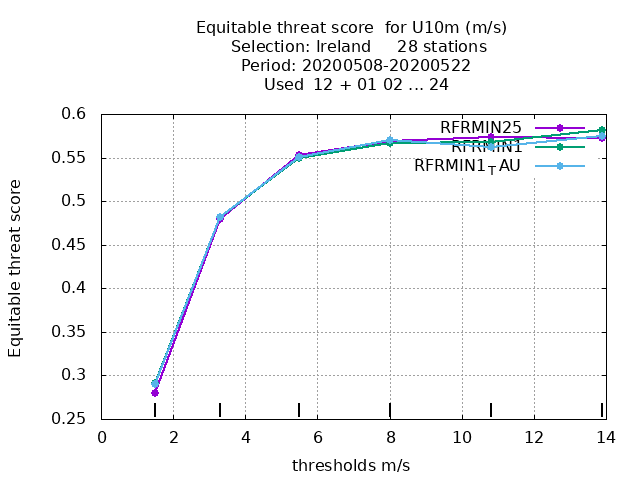 Equitable threat score for U10m (m/s)
Selection: Ireland 28 stations
Period: 20200508-20200522
Used 12 + 01 02 ... 24
RFRMIN25
RFRMIN1
RFRMIN1TAU
0.6
0.55
0.5
0.45
0.4
0.35
0.3
0.25
Equitable threat score
0 2 4 6 8 10 12 14
thresholds m/s